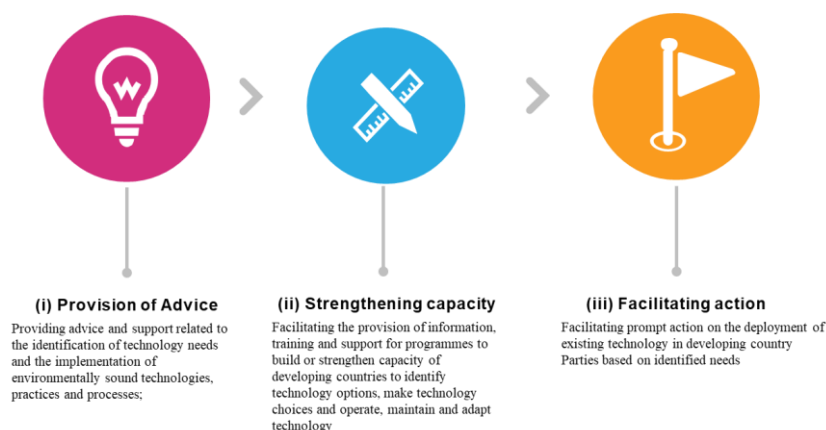 (i) Provision of Advice
Providing advice and support related to
the identification of technology needs
and the implementation of
environmentally sound technologies,
practices and processes;
(ii) Strengthening capacity
Facilitating the provision of information,
training and support for programmes to
build or strengthen capacity of
developing countries to identify
technology options, make technology
choices and operate, maintain and adapt
technology
(iii) Facilitating action
Facilitating prompt action on the deployment of
existing technology in developing country
Parties based on identified needs